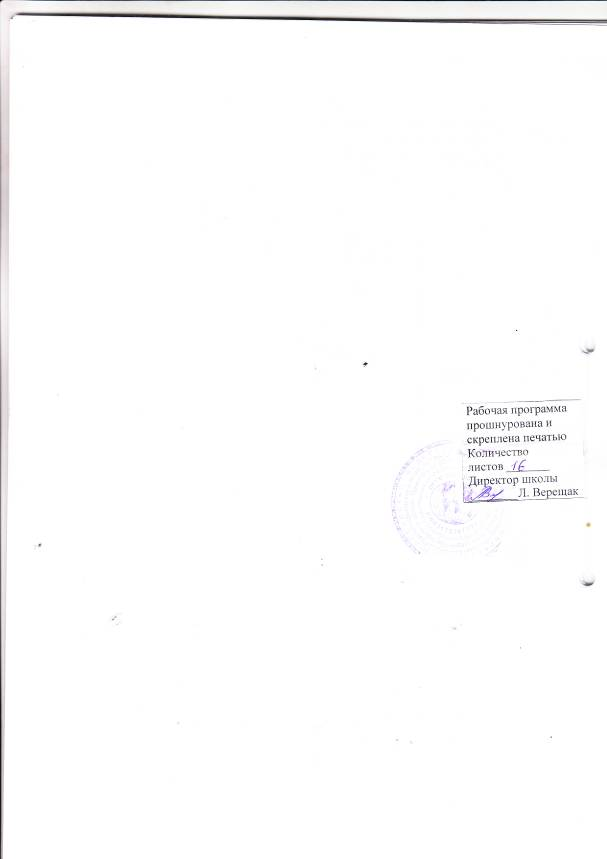 Рабочая программа
прошнурована и
скреплена печатью
Количество
листов 16
Директор школы
Л. Верещак